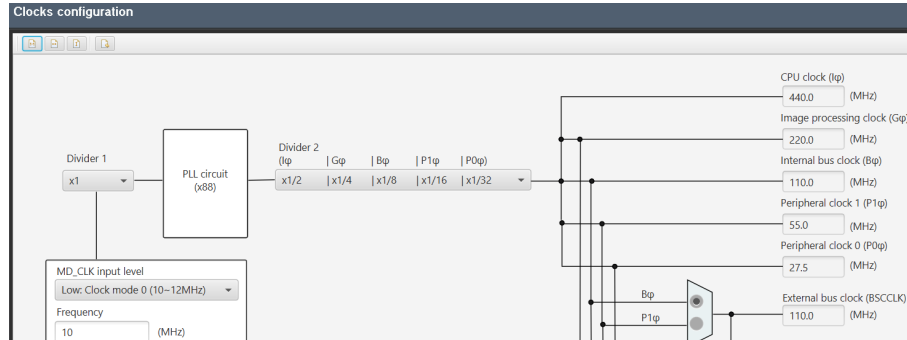 Clocks configuration
CPU clock (Iφ)
440.0 (MHz)
Image processing clock (Gφ)
220.0 (MHz)
Divider 1
x1
PLL circuit
(x88)
Divider 2
(Iφ | Gφ | Bφ | P1φ | P0φ)
x1/2 | x1/4 | x1/8 | x1/16 | x1/32
Internal bus clock (Bφ)
110.0 (MHz)
Peripheral clock 1 (P1φ)
55.0 (MHz)
Peripheral clock 0 (P0φ)
27.5 (MHz)
MD_CLK input level
Low: Clock mode 0 (10~12MHz)
Frequency
10 (MHz)
Bφ
P1φ
External bus clock (BSCCLK)
110.0 (MHz)